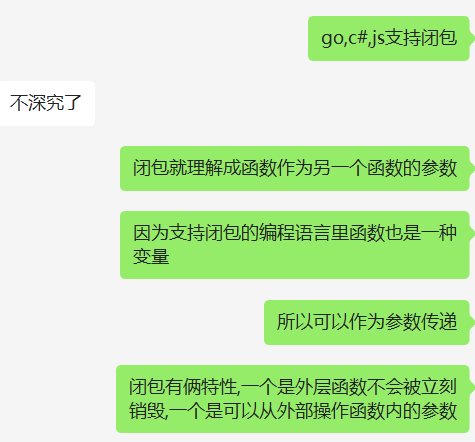 go,c#,js支持闭包
不深究了
闭包就理解成函数作为另一个函数的参数
因为支持闭包的编程语言里函数也是一种
变量
所以可以作为参数传递
闭包有俩特性,一个是外层函数不会被立刻
销毁,一个是可以从外部操作函数内的参数